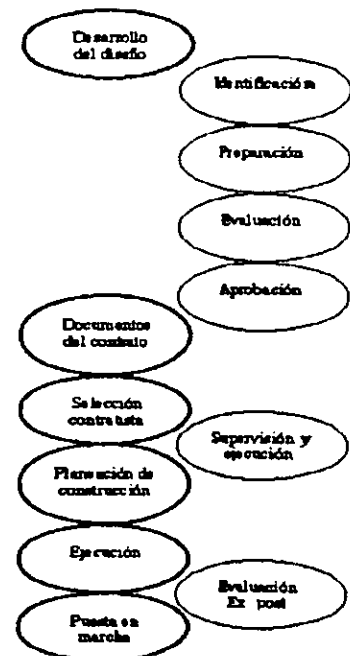 Desarrollo
del diseño
Identificación
Preparación
Evaluación
Aprobación
Documentos
del contrato
Selección
contratista
Supervisión y
ejecución
Planeación de
construcción
Ejecución
Evaluación
Ex post
Puesta en
marcha